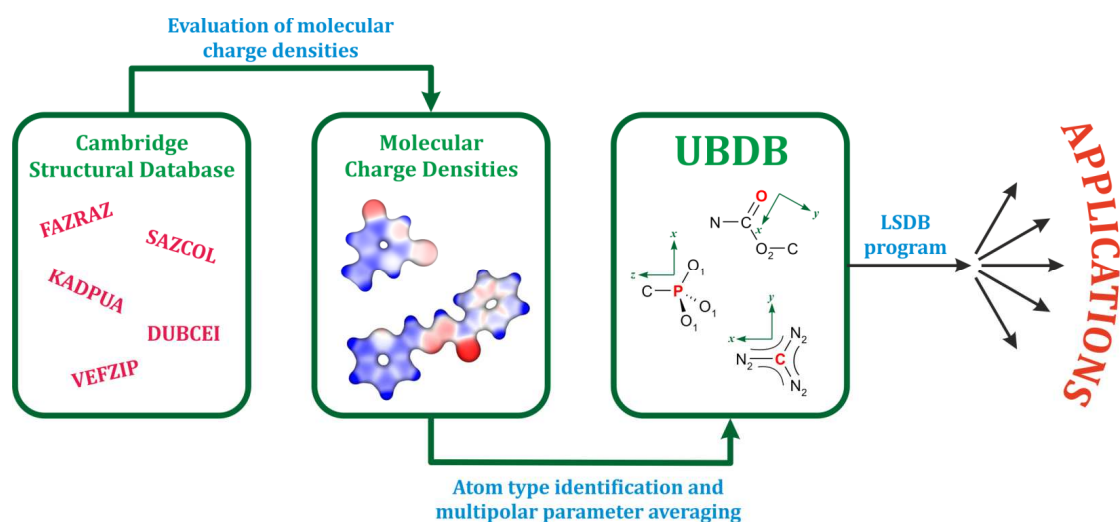 Evaluation of molecular
charge densities
Cambridge
Structural Database
FAZRAZ
SAZCOL
KADPUA
DUBCEI
VEFZIP
Molecular
Charge Densities
Atom type identification and
multipolar parameter averaging
UBDB
O
N C
x y
O2 C
x
z
O1
C P
O1
O1
y
x
N2
N2 C
N2
LSDB
program
APPLICATIONS